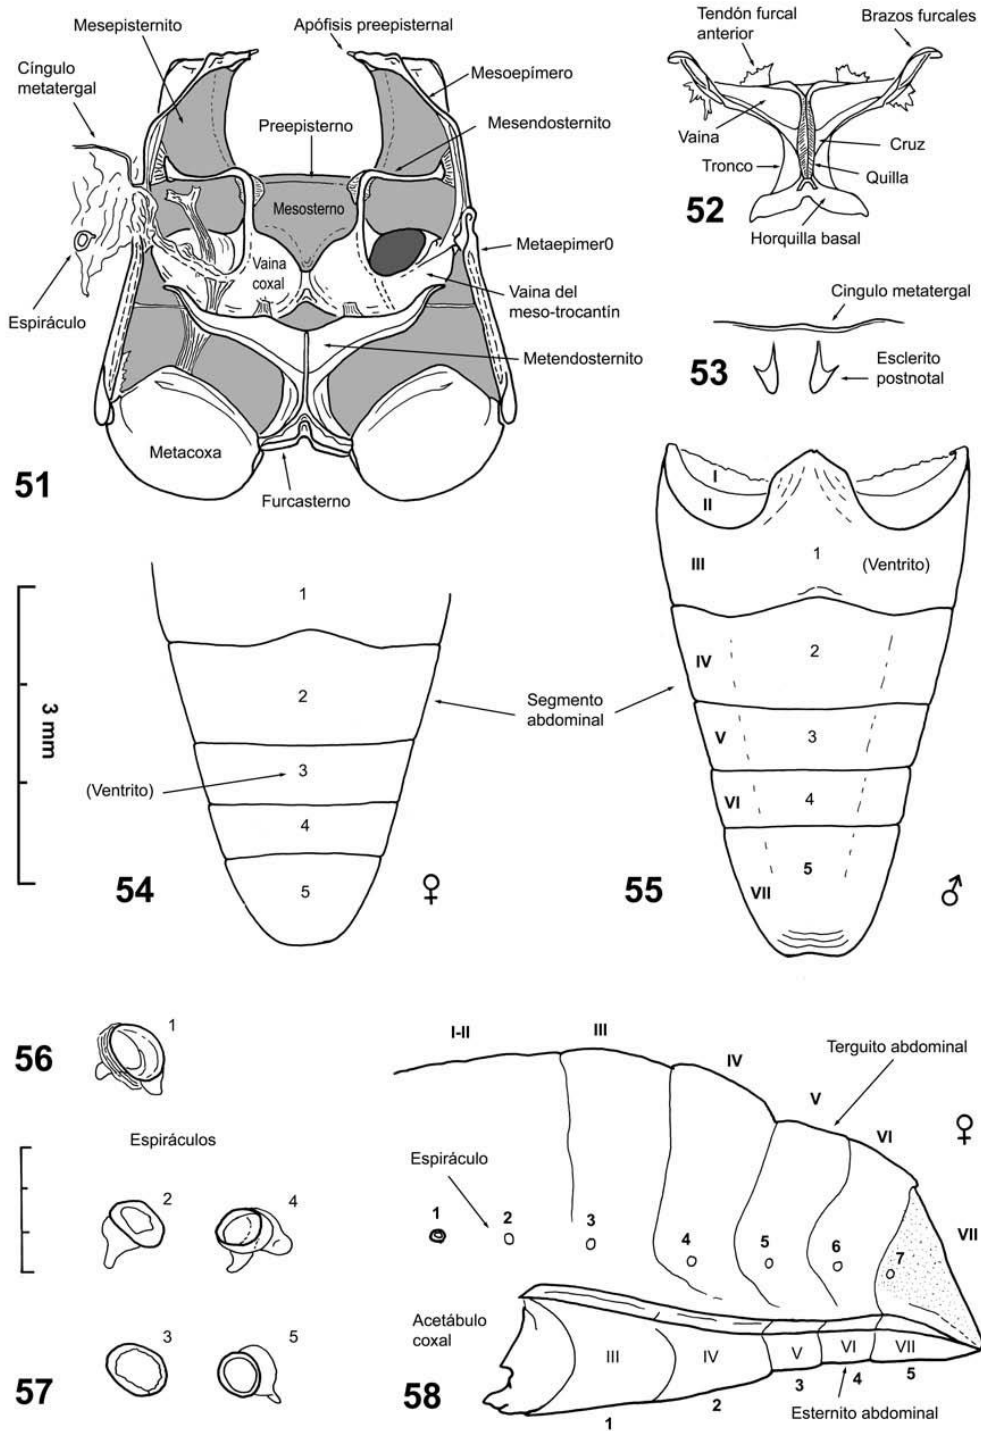 Mesepisternito
Apófisis preepisternal
Cíngulo
metatergal
Mesoepímero
Preepisterno
Mesendosternito
Mesosterno
Metaepimer0
Vaina
coxal
Espiráculo
Vaina del
meso-trocantín
Metendosternito
Metacoxa
Furcasterno
51
Tendón furcal
anterior
Brazos furcales
Vaina
Cruz
Tronco
Quilla
52
Horquilla basal
Cingulo metatergal
53
Esclerito
postnotal
3 mm
1
2
(Ventrito)
3
4
5
54
♀
Segmento
abdominal
I
II
III
1
(Ventrito)
IV
2
V
3
VI
4
5
VII
55
♂
56
1
Espiráculos
2
4
3
5
57
I-II
III
IV
Terguito abdominal
V
VI
♀
Espiráculo
1
2
3
4
5
6
7
VII
Acetábulo
coxal
III
IV
V
VI
VII
1
2
3
4
5
58
Esternito abdominal